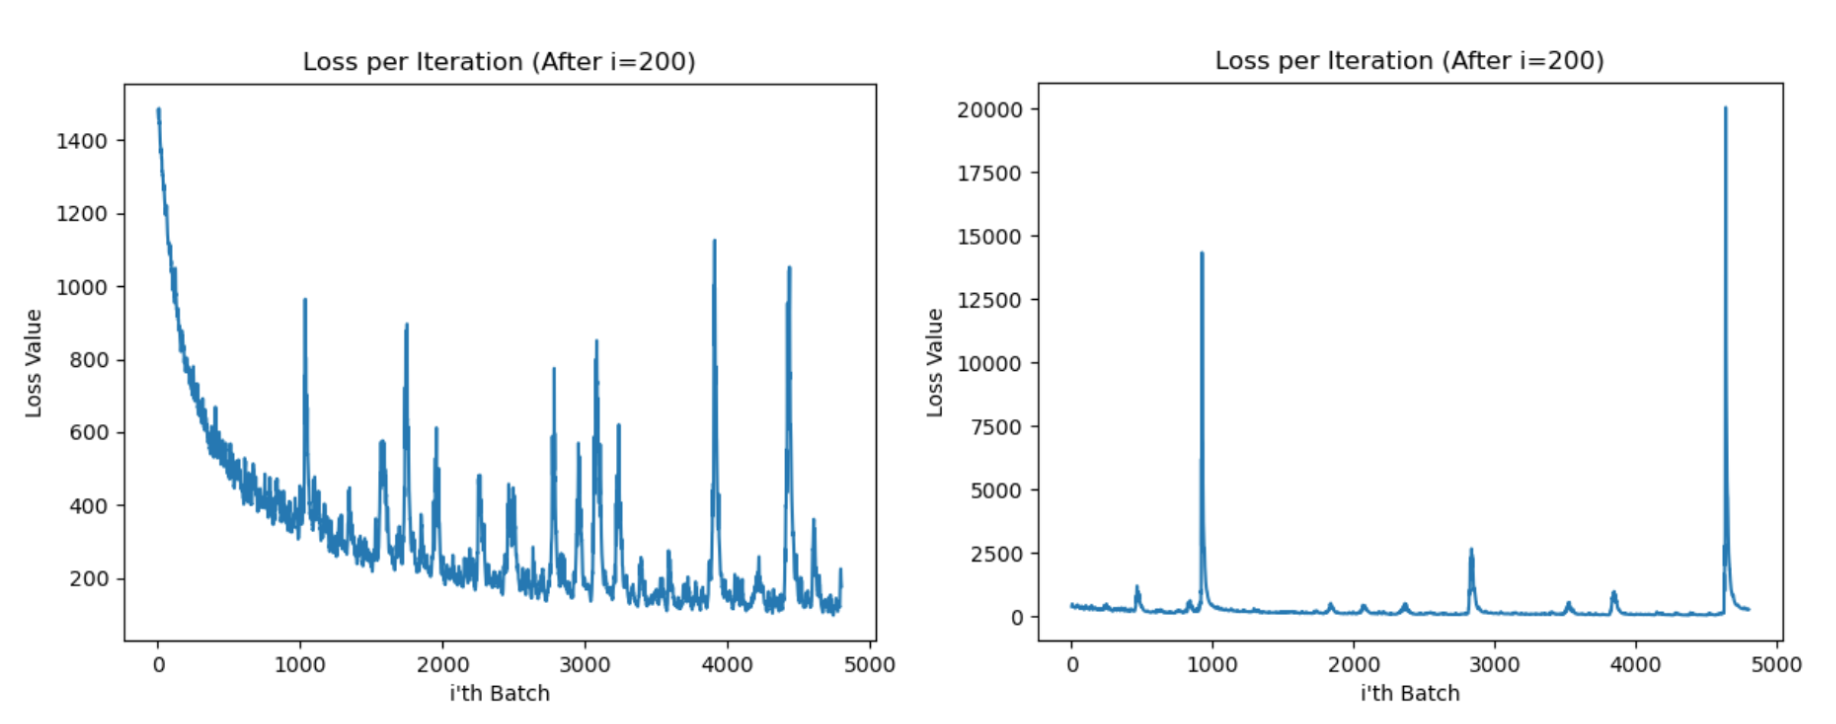 Loss per Iteration (After i=200)
1400
1200
1000
800
600
400
200
Loss Value
0 1000 2000 3000 4000 5000
i'th Batch
Loss per Iteration (After i=200)
20000
17500
15000
12500
10000
7500
5000
2500
0
Loss Value
0 1000 2000 3000 4000 5000
i'th Batch